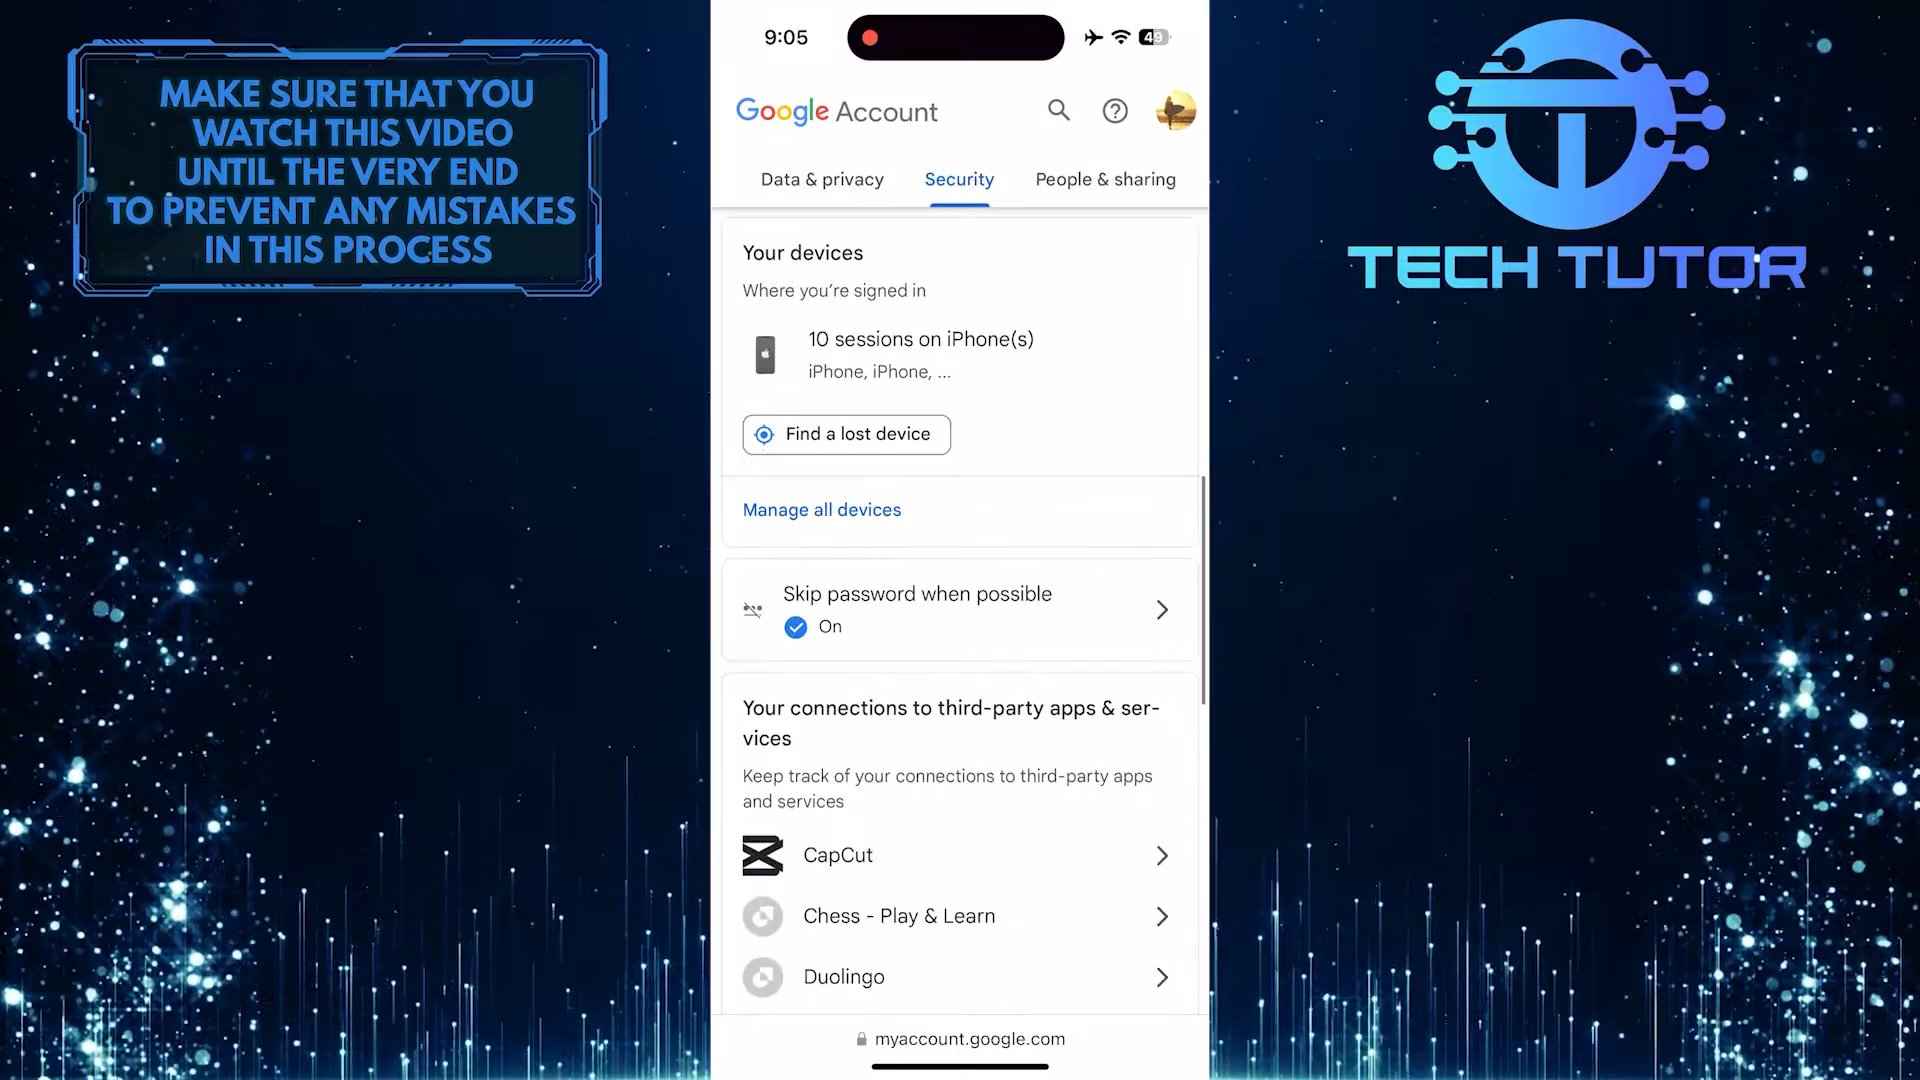 MAKE SURE THAT YOU
WATCH THIS VIDEO
UNTIL THE VERY END
TO PREVENT ANY MISTAKES
IN THIS PROCESS
9:05
49
Google Account
Data & privacy
Security
People & sharing
Your devices
Where you're signed in
10 sessions on iPhone(s)
iPhone, iPhone, ...
Find a lost device
Manage all devices
Skip password when possible
On
Your connections to third-party apps & ser-
vices
Keep track of your connections to third-party apps
and services
CapCut
Chess - Play & Learn
Duolingo
myaccount.google.com
TECH TUTOR